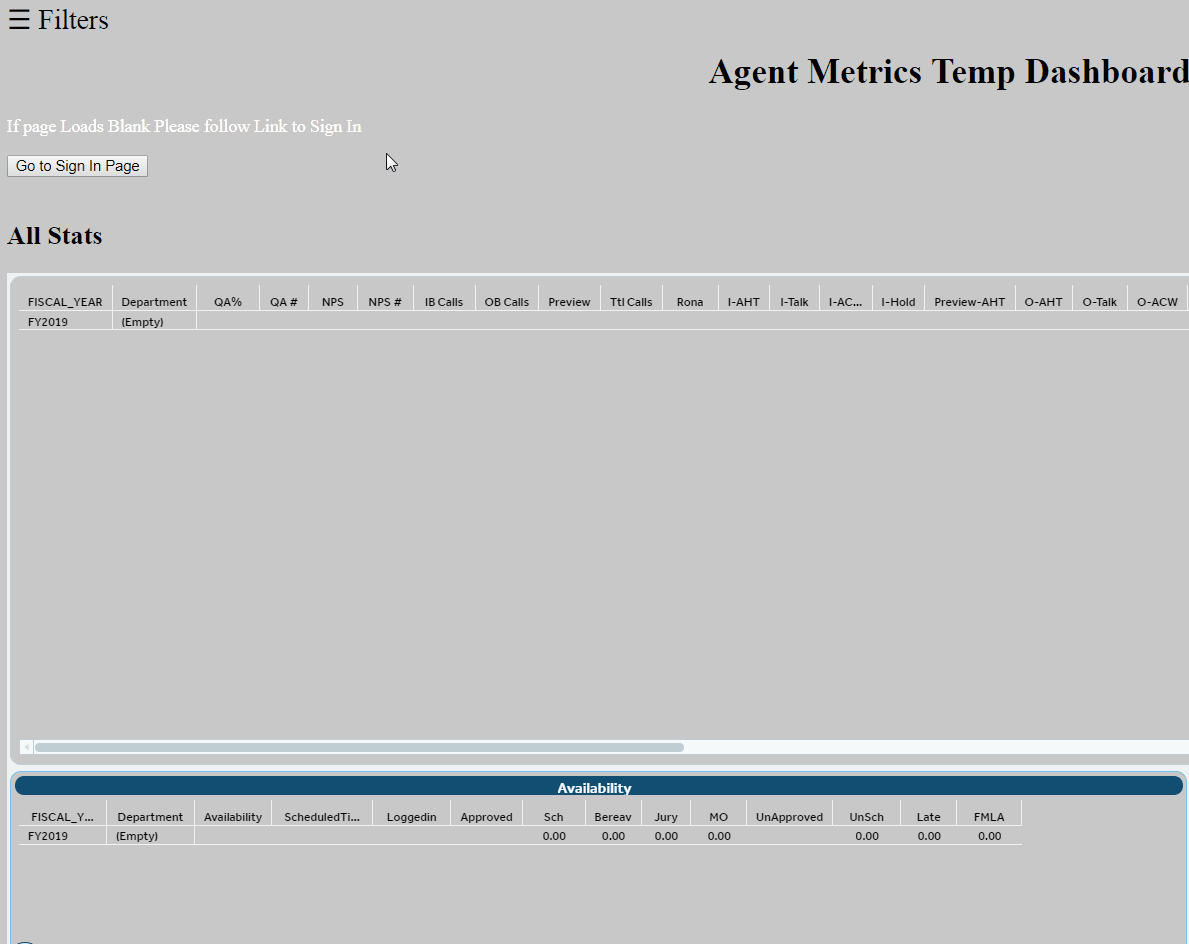 ☰ Filters
Agent Metrics Temp Dashboard
If page Loads Blank Please follow Link to Sign In
Go to Sign In Page
All Stats
FISCAL_YEAR Department QA% QA # NPS NPS # IB Calls OB Calls Preview Ttl Calls Rona I-AHT I-Talk I-AC... I-Hold Preview-AHT O-AHT O-Talk O-ACW
FY2019 (Empty)
Availability
FISCAL_Y... Department Availability ScheduledTi... Loggedin Approved Sch Bereav Jury MO UnApproved UnSch Late FMLA
FY2019 (Empty) 0.00 0.00 0.00 0.00 0.00 0.00 0.00